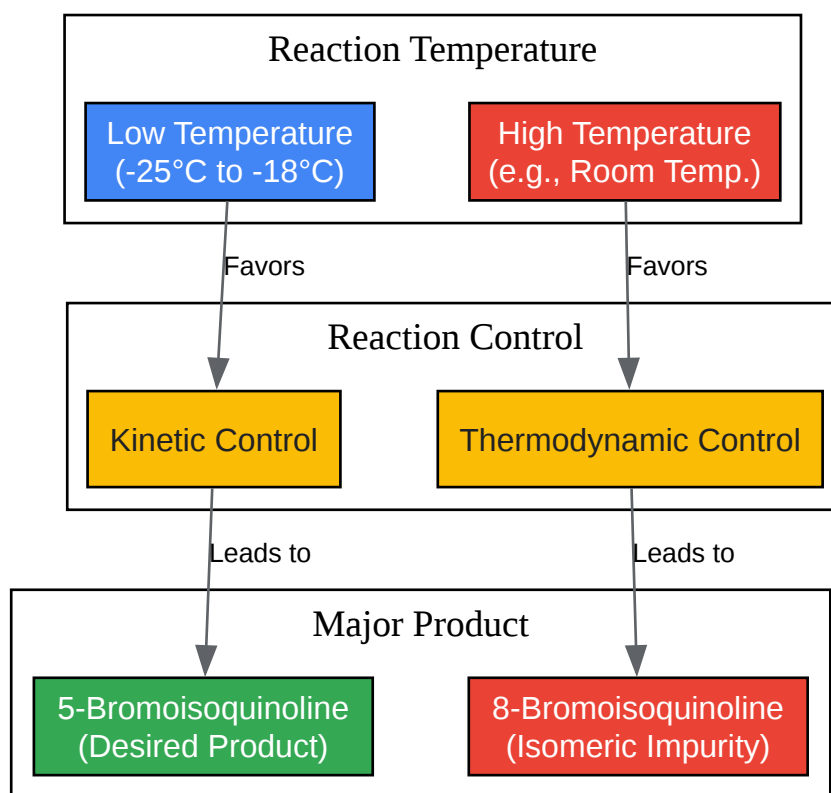 Reaction Temperature
Low Temperature
(-25°C to -18°C)
High Temperature
(e.g., Room Temp.)
Favors
Favors
Reaction Control
Kinetic Control
Thermodynamic Control
Leads to
Leads to
Major Product
5-Bromoisoquinoline
(Desired Product)
8-Bromoisoquinoline
(Isomeric Impurity)